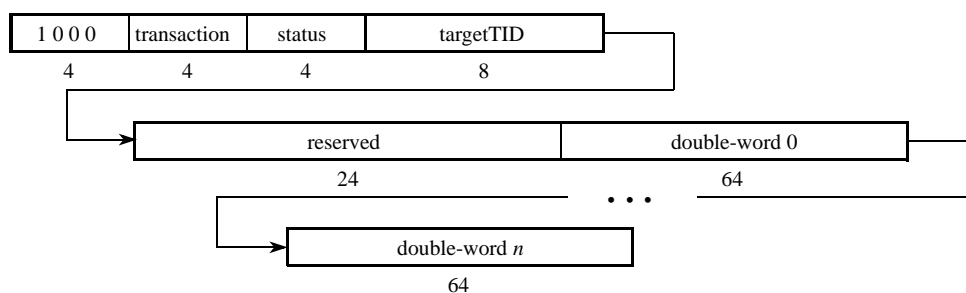 1 0 0 0 transaction status targetTID
4 4 4 8
reserved double-word 0
24 64
• • •
double-word n
64